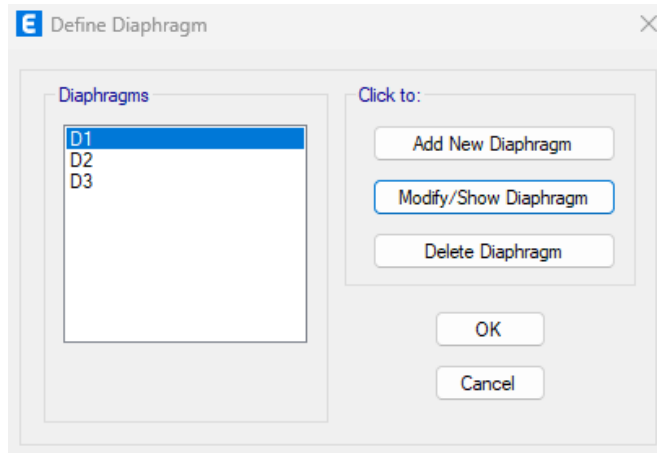 E Define Diaphragm
Diaphragms
D1
D2
D3
Click to:
Add New Diaphragm
Modify/Show Diaphragm
Delete Diaphragm
OK
Cancel